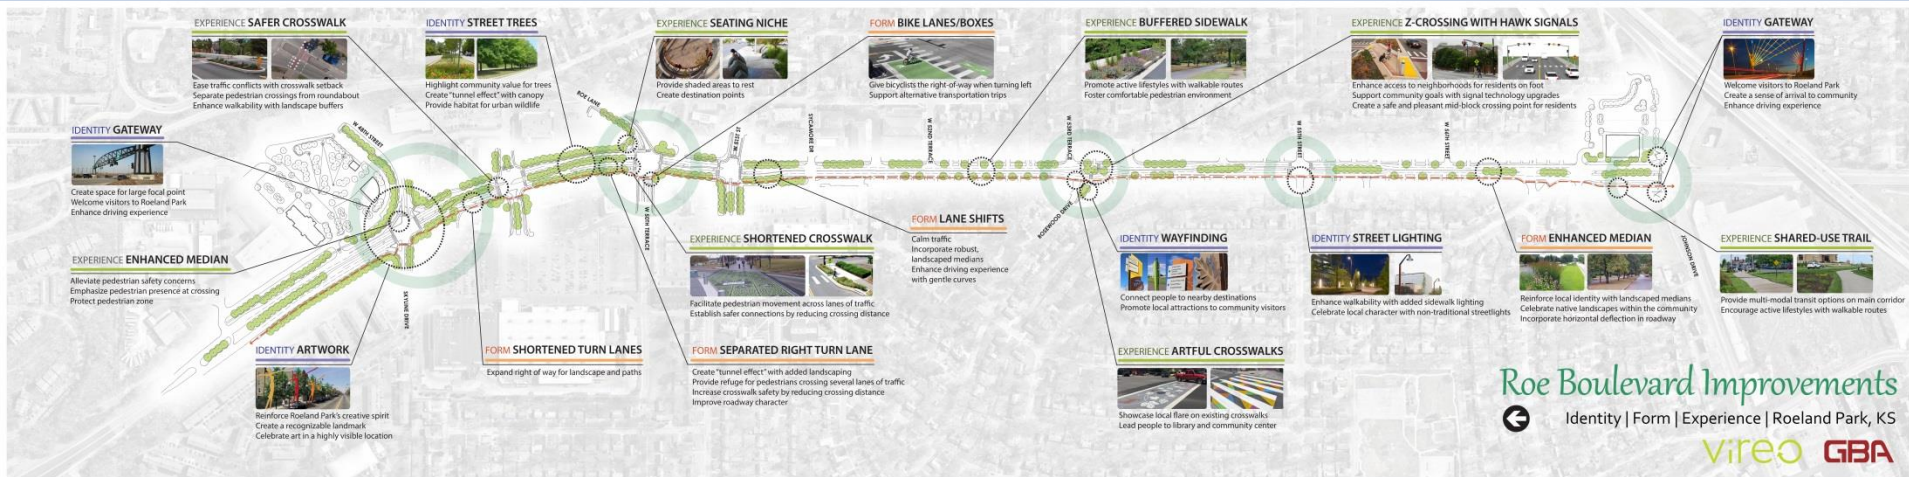 EXPERIENCE SAFER CROSSWALK
Ease traffic conflicts with crosswalk setback
Separate pedestrian crossings from roundabout
Enhance walkability with landscape buffers
IDENTITY STREET TREES
Highlight community value for trees
Create "tunnel effect" with canopy
Provide habitat for urban wildlife
EXPERIENCE SEATING NICHE
Provide shaded areas to rest
Create destination points
FORM BIKE LANES/BOXES
Give bicyclists the right-of-way when turning left
Support alternative transportation trips
EXPERIENCE BUFFERED SIDEWALK
Promote active lifestyles with walkable routes
Foster comfortable pedestrian environment
EXPERIENCE Z-CROSSING WITH HAWK SIGNALS
Enhance access to neighborhoods for residents on foot
Support community goals with signal technology upgrades
Create a safe and pleasant mid-block crossing point for residents
IDENTITY GATEWAY
Welcome visitors to Roeland Park
Create a sense of arrival to community
Enhance driving experience
IDENTITY GATEWAY
Create space for large focal point
Welcome visitors to Roeland Park
Enhance driving experience
W 48TH STREET
ROE LANE
W 51ST ST
SYCAMORE DR
W 52ND TERRACE
W 53RD TERRACE
W 55TH STREET
W 56TH STREET
W 50TH TERRACE
ROSEWOOD DRIVE
JOHNSON DRIVE
SKYLINE DRIVE
EXPERIENCE ENHANCED MEDIAN
Alleviate pedestrian safety concerns
Emphasize pedestrian presence at crossing
Protect pedestrian zone
EXPERIENCE SHORTENED CROSSWALK
Facilitate pedestrian movement across lanes of traffic
Establish safer connections by reducing crossing distance
FORM LANE SHIFTS
Calm traffic
Incorporate robust,
landscaped medians
Enhance driving experience
with gentle curves
IDENTITY WAYFINDING
Connect people to nearby destinations
Promote local attractions to community visitors
IDENTITY STREET LIGHTING
Enhance walkability with added sidewalk lighting
Celebrate local character with non-traditional streetlights
FORM ENHANCED MEDIAN
Reinforce local identity with landscaped medians
Celebrate native landscapes within the community
Incorporate horizontal deflection in roadway
EXPERIENCE SHARED-USE TRAIL
Provide multi-modal transit options on main corridor
Encourage active lifestyles with walkable routes
IDENTITY ARTWORK
Reinforce Roeland Park's creative spirit
Create a recognizable landmark
Celebrate art in a highly visible location
FORM SHORTENED TURN LANES
Expand right of way for landscape and paths
FORM SEPARATED RIGHT TURN LANE
Create "tunnel effect" with added landscaping
Provide refuge for pedestrians crossing several lanes of traffic
Increase crosswalk safety by reducing crossing distance
Improve roadway character
EXPERIENCE ARTFUL CROSSWALKS
Showcase local flare on existing crosswalks
Lead people to library and community center
Roe Boulevard Improvements
Identity | Form | Experience | Roeland Park, KS
vireo GBA